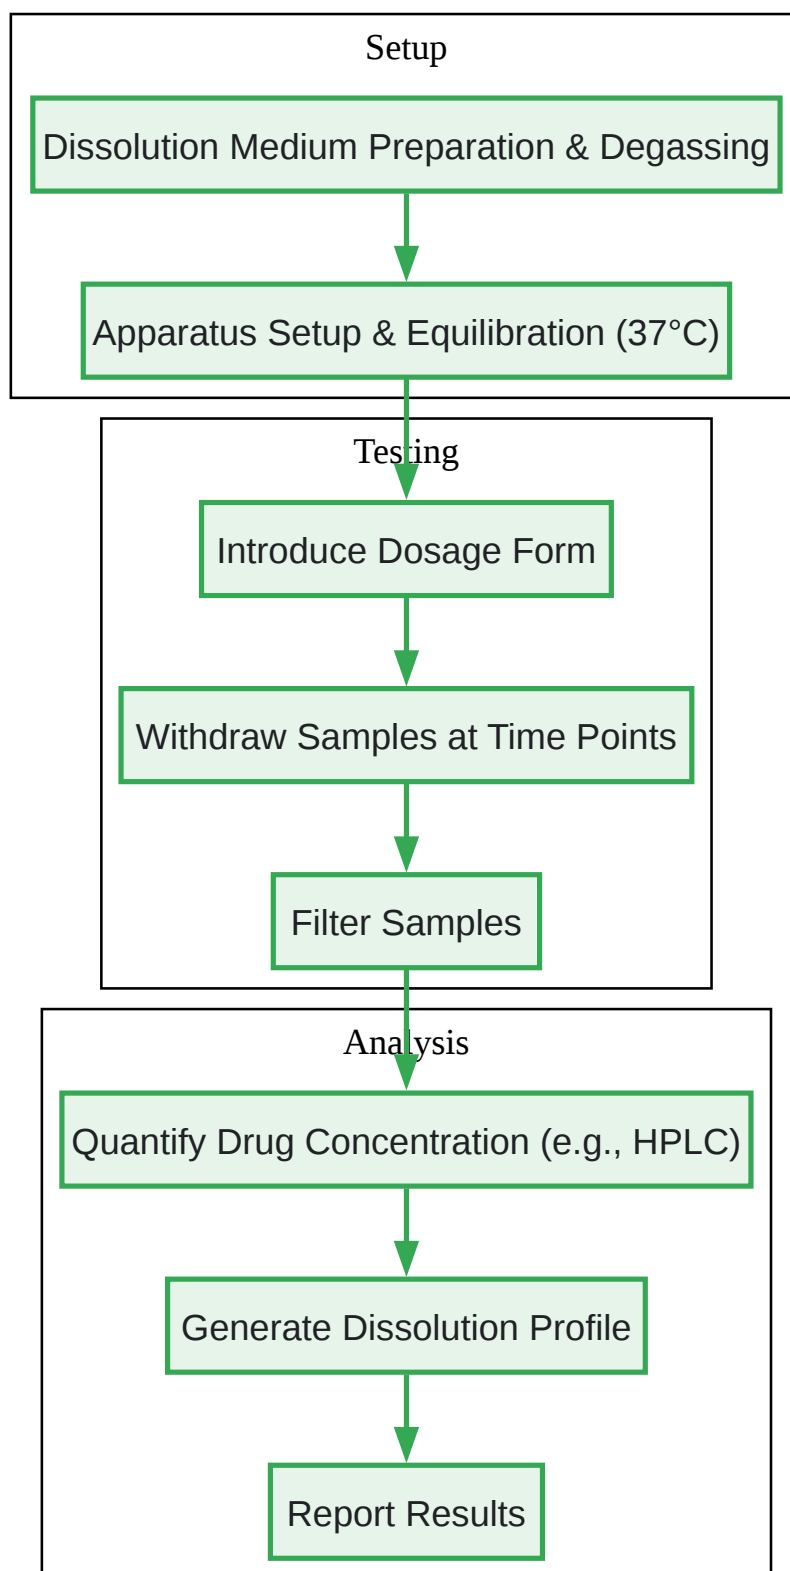 Setup
Dissolution Medium Preparation & Degassing
Apparatus Setup & Equilibration (37°C)
Testing
Introduce Dosage Form
Withdraw Samples at Time Points
Filter Samples
Analysis
Quantify Drug Concentration (e.g., HPLC)
Generate Dissolution Profile
Report Results